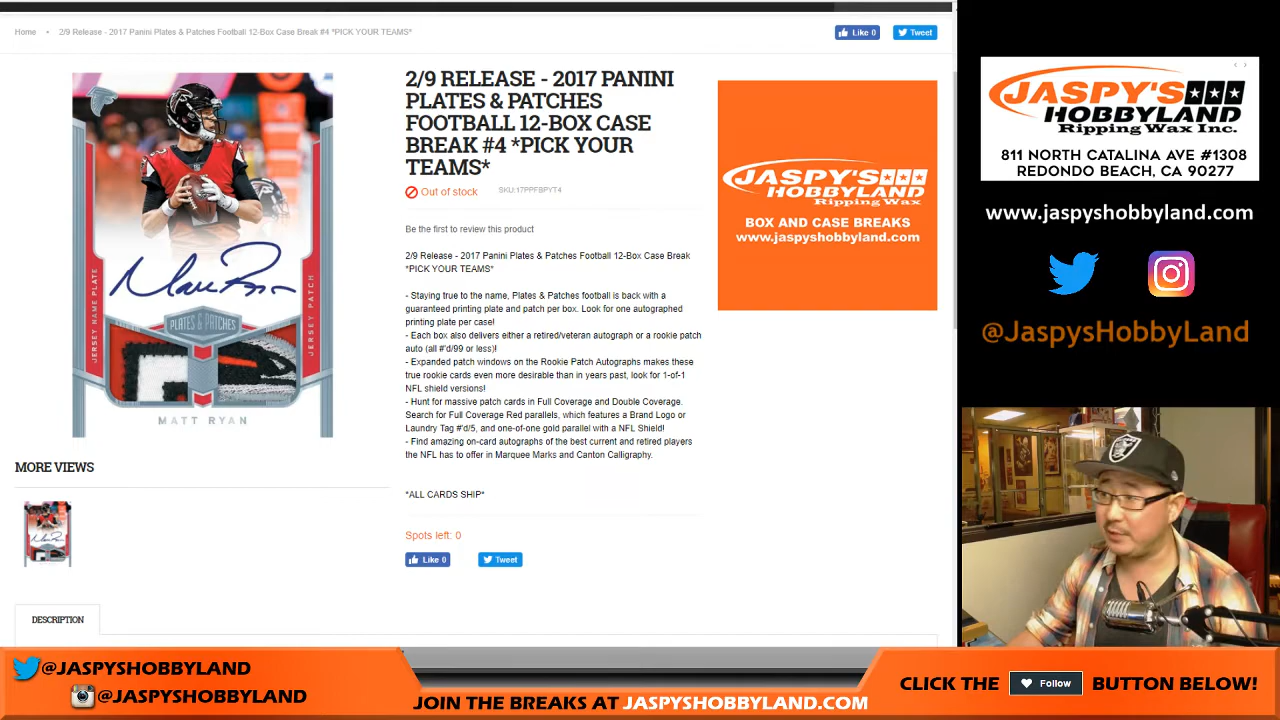 Home • 2/9 Release - 2017 Panini Plates & Patches Football 12-Box Case Break #4 *PICK YOUR TEAMS*
Like 0
Tweet
2/9 RELEASE - 2017 PANINI
PLATES & PATCHES
FOOTBALL 12-BOX CASE
BREAK #4 *PICK YOUR
TEAMS*
Out of stock
SKU:17PPFBPYT4
Be the first to review this product
2/9 Release - 2017 Panini Plates & Patches Football 12-Box Case Break
*PICK YOUR TEAMS*
- Staying true to the name, Plates & Patches football is back with a
guaranteed printing plate and patch per box. Look for one autographed
printing plate per case!
- Each box also delivers either a retired/veteran autograph or a rookie patch
auto (all #'d/99 or less)!
- Expanded patch windows on the Rookie Patch Autographs makes these
true rookie cards even more desirable than in years past, look for 1-of-1
NFL shield versions!
- Hunt for massive patch cards in Full Coverage and Double Coverage.
Search for Full Coverage Red parallels, which features a Brand Logo or
Laundry Tag #'d/5, and one-of-one gold parallel with a NFL Shield!
- Find amazing on-card autographs of the best current and retired players
the NFL has to offer in Marquee Marks and Canton Calligraphy.
*ALL CARDS SHIP*
Spots left: 0
Like 0
Tweet
JERSEY NAME PLATE
PLATES & PATCHES
JERSEY PATCH
MATT RYAN
MORE VIEWS
DESCRIPTION
JASPY'S
HOBBYLAND
Ripping Wax
BOX AND CASE BREAKS
www.jaspyshobbyland.com
JASPY'S
HOBBYLAND
Ripping Wax Inc.
811 NORTH CATALINA AVE #1308
REDONDO BEACH, CA 90277
www.jaspyshobbyland.com
@JaspysHobbyLand
@JASPYSHOBBYLAND
@JASPYSHOBBYLAND
JOIN THE BREAKS AT JASPYSHOBBYLAND.COM
CLICK THE
Follow
BUTTON BELOW!